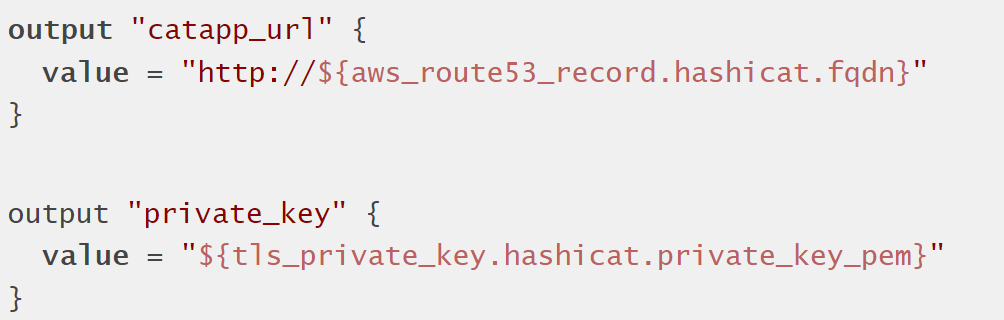 output "catapp_url" {
  value = "http://${aws_route53_record.hashicat.fqdn}"
}
output "private_key" {
  value = "${tls_private_key.hashicat.private_key_pem}"
}